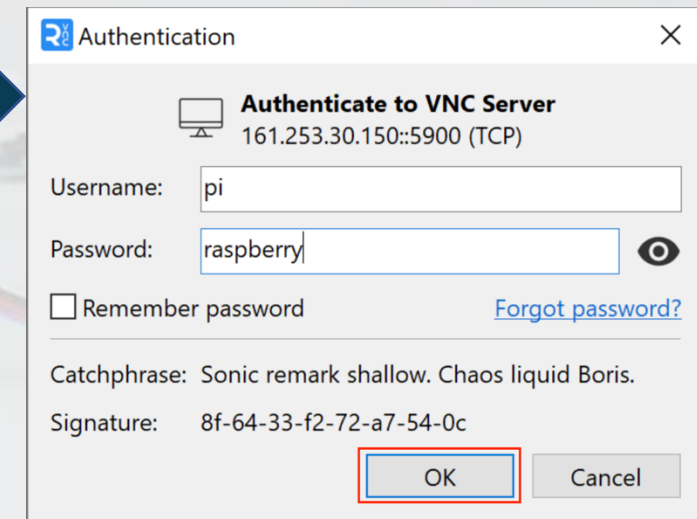 Authentication
Authenticate to VNC Server
161.253.30.150::5900 (TCP)
Username: pi
Password: raspberry
Remember password Forgot password?
Catchphrase: Sonic remark shallow. Chaos liquid Boris.
Signature: 8f-64-33-f2-72-a7-54-0c
OK Cancel